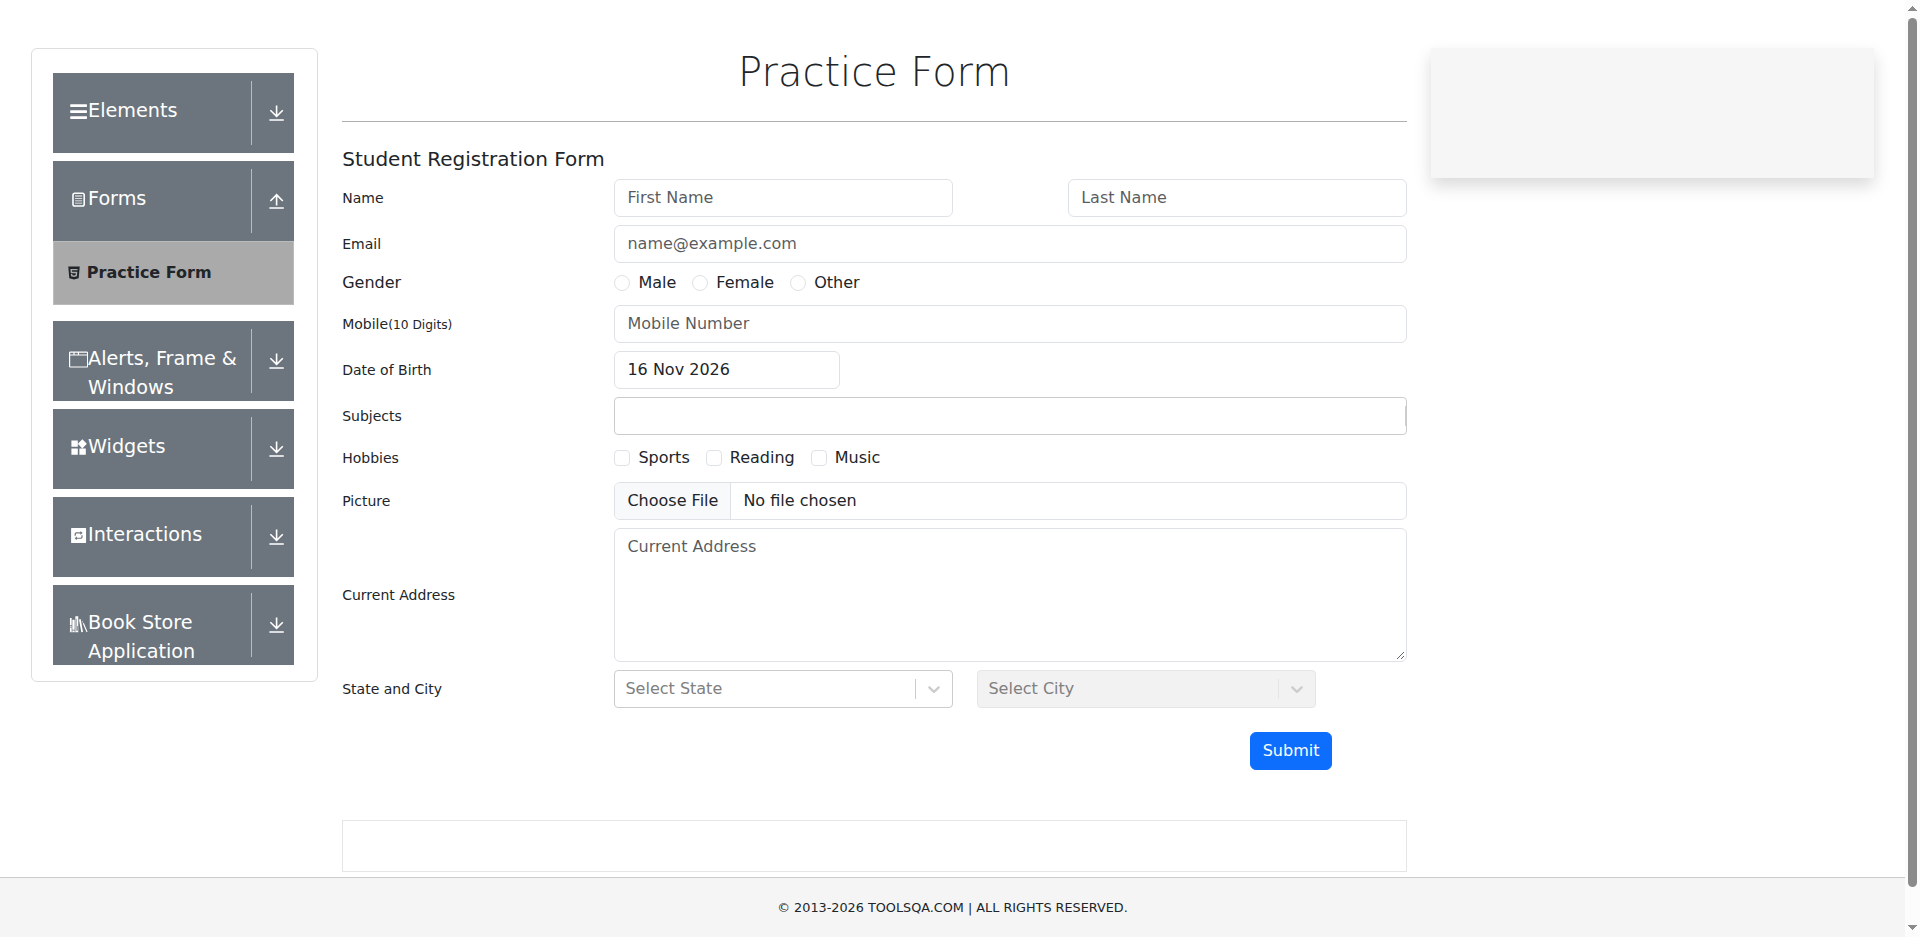 Elements
Forms
Practice Form
Alerts, Frame &
Windows
Widgets
Interactions
Book Store
Application
Practice Form
Student Registration Form
Name First Name Last Name
Email name@example.com
Gender Male Female Other
Mobile(10 Digits) Mobile Number
Date of Birth 16 Nov 2026
Subjects
Hobbies Sports Reading Music
Picture Choose File No file chosen
Current Address Current Address
State and City Select State Select City
Submit
© 2013-2026 TOOLSQA.COM | ALL RIGHTS RESERVED.